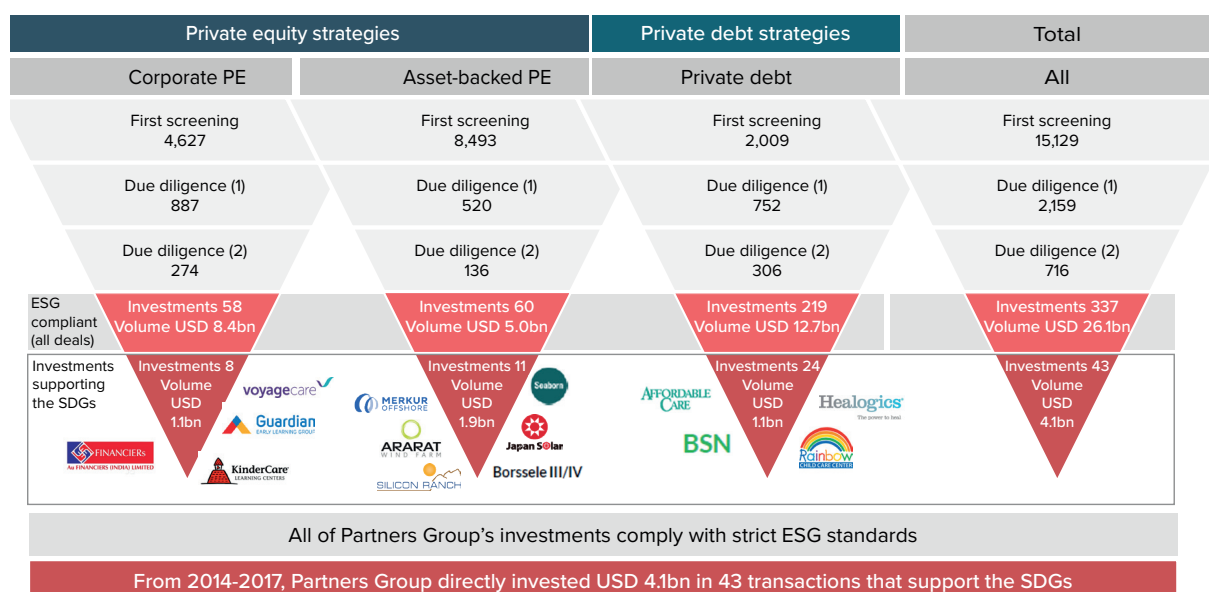 Private equity strategies
Private debt strategies
Total
Corporate PE
Asset-backed PE
Private debt
All
First screening
4,627
First screening
8,493
First screening
2,009
First screening
15,129
Due diligence (1)
887
Due diligence (1)
520
Due diligence (1)
752
Due diligence (1)
2,159
Due diligence (2)
274
Due diligence (2)
136
Due diligence (2)
306
Due diligence (2)
716
ESG
compliant
(all deals)
Investments 58
Volume USD 8.4bn
Investments 60
Volume USD 5.0bn
Investments 219
Volume USD 12.7bn
Investments 337
Volume USD 26.1bn
Investments
supporting
the SDGs
Investments 8
Volume
USD
1.1bn
voyagecare
Guardian
EARLY LEARNING GROUP
FINANCIERS
Au FINANCIERS (INDIA) LIMITED
KinderCare
LEARNING CENTERS
Investments 11
Volume
USD
1.9bn
MERKUR
OFFSHORE
ARARAT
WIND FARM
SILICON RANCH
Seaborn
Japan Solar
Borssele III/IV
Investments 24
Volume
USD
1.1bn
AFFORDABLE
CARE
BSN
Healogics
The power to heal
Rainbow
CHILD CARE CENTER
Investments 43
Volume
USD
4.1bn
All of Partners Group's investments comply with strict ESG standards
From 2014-2017, Partners Group directly invested USD 4.1bn in 43 transactions that support the SDGs